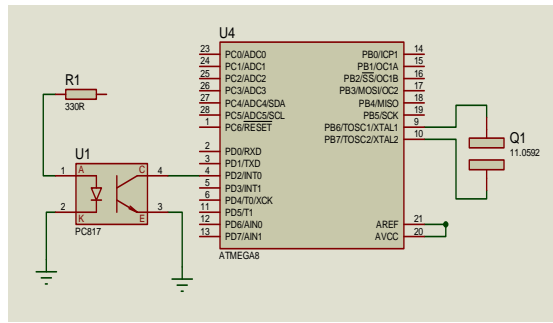 U4
23 PC0/ADC0 PB0/ICP1 14
24 PC1/ADC1 PB1/OC1A 15
25 PC2/ADC2 PB2/SS/OC1B 16
26 PC3/ADC3 PB3/MOSI/OC2 17
27 PC4/ADC4/SDA PB4/MISO 18
28 PC5/ADC5/SCL PB5/SCK 19
1 PC6/RESET PB6/TOSC1/XTAL1 9
PB7/TOSC2/XTAL2 10
2 PD0/RXD
3 PD1/TXD
4 PD2/INT0
5 PD3/INT1
6 PD4/T0/XCK
11 PD5/T1
12 PD6/AIN0 AREF 21
13 PD7/AIN1 AVCC 20
ATMEGA8
R1
330R
U1
1 A C 4
2 K E 3
PC817
Q1
11.0592